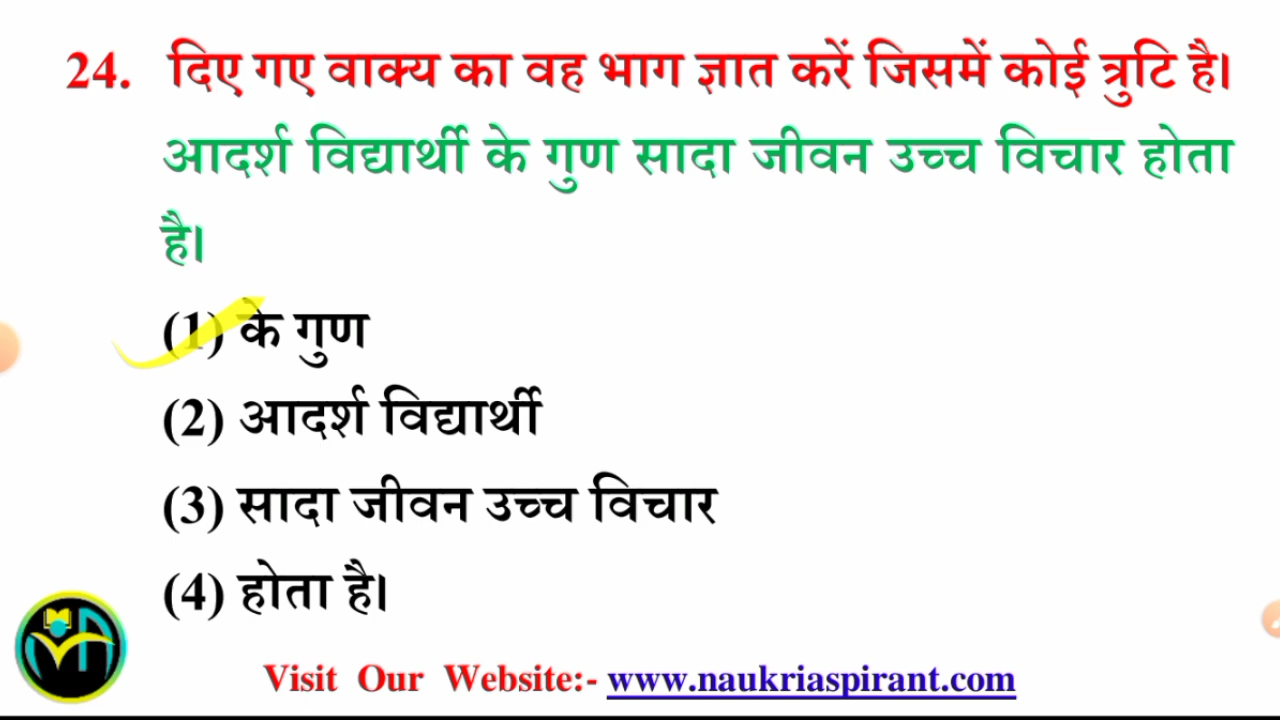 24. दिए गए वाक्य का वह भाग ज्ञात करें जिसमें कोई त्रुटि है।
आदर्श विद्यार्थी के गुण सादा जीवन उच्च विचार होता
है।
(1) के गुण
(2) आदर्श विद्यार्थी
(3) सादा जीवन उच्च विचार
(4) होता है।
Visit Our Website:- www.naukriaspirant.com